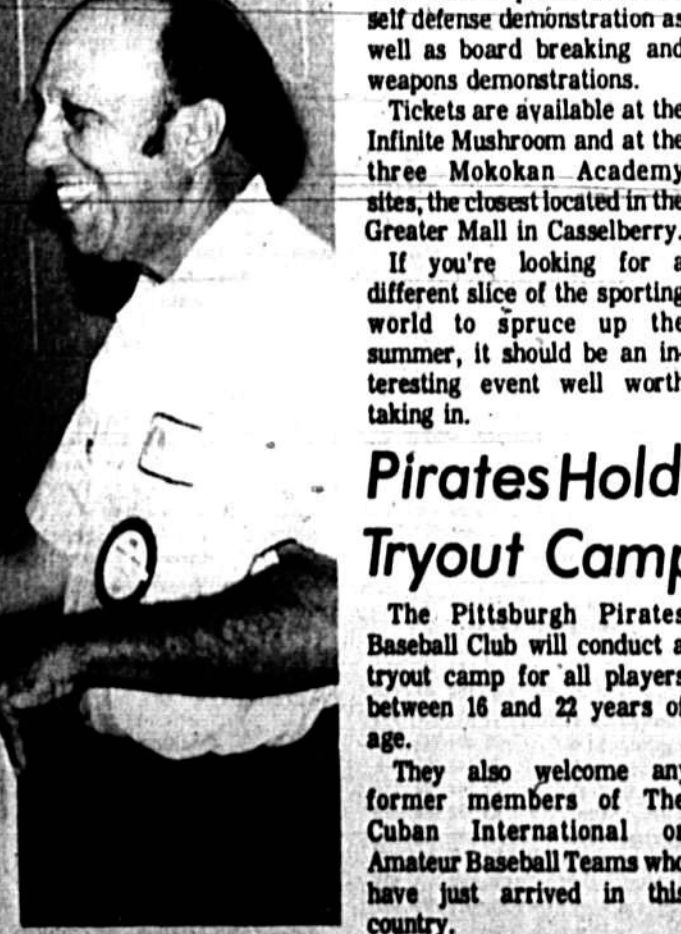 self defense demonstration as
well as board breaking and
weapons demonstrations.
Tickets are available at the
Infinite Mushroom and at the
three Mokokan Academy
sites, the closest located in the
Greater Mall in Casselberry.
If you're looking for a
different slice of the sporting
world to spruce up the
summer, it should be an in-
teresting event well worth
taking in.
Pirates Hold
Tryout Camp
The Pittsburgh Pirates
Baseball Club will conduct a
tryout camp for all players
between 16 and 22 years of
age.
They also welcome any
former members of The
Cuban International or
Amateur Baseball Teams who
have just arrived in this
country.